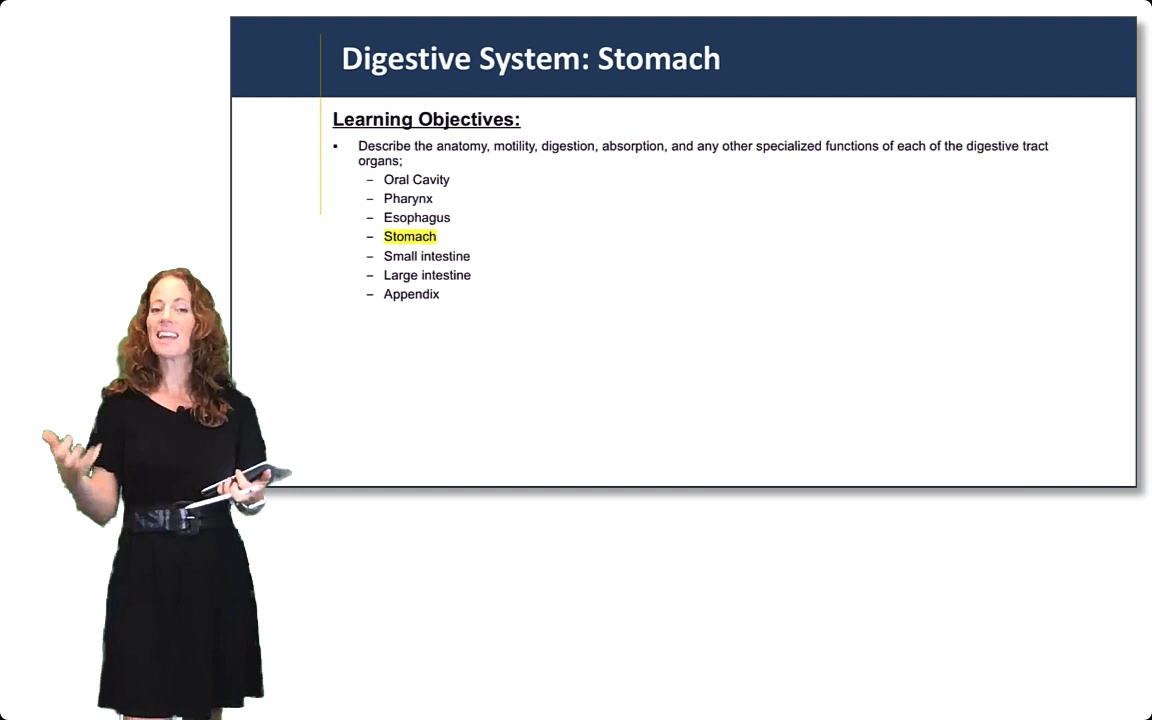 Digestive System: Stomach
Learning Objectives:
▪ Describe the anatomy, motility, digestion, absorption, and any other specialized functions of each of the digestive tract
organs;
– Oral Cavity
– Pharynx
– Esophagus
– Stomach
– Small intestine
– Large intestine
– Appendix